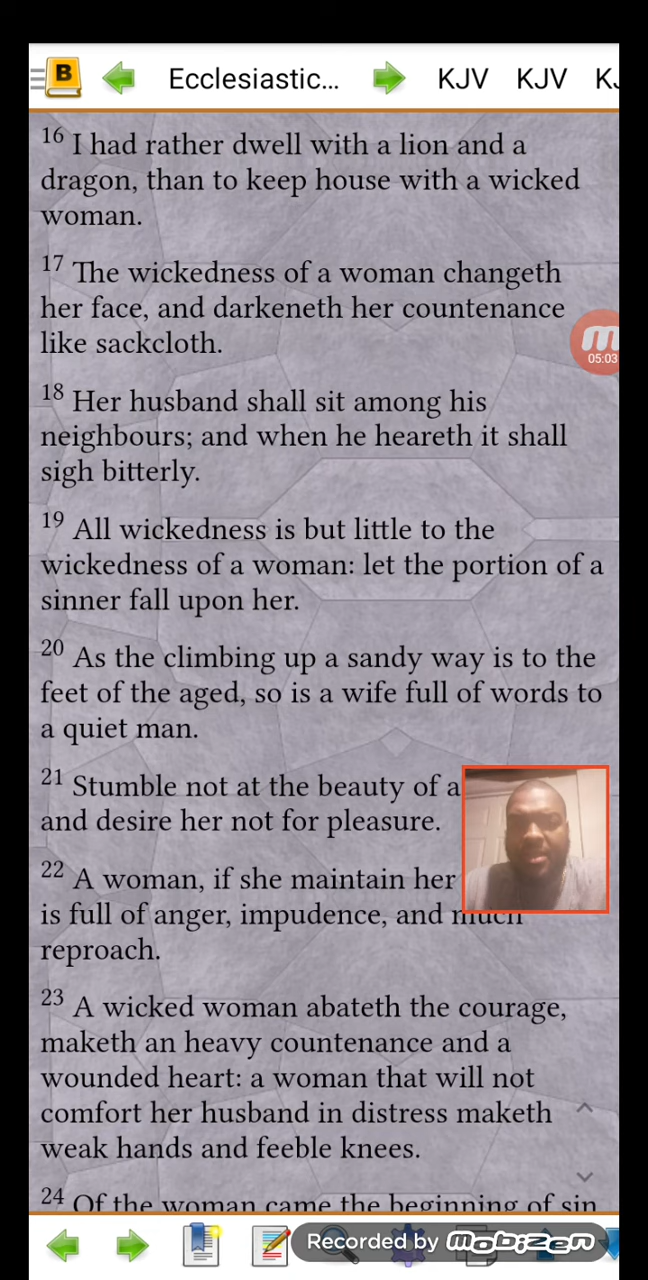 B Ecclesiastic... KJV KJV KJ
16 I had rather dwell with a lion and a
dragon, than to keep house with a wicked
woman.
17 The wickedness of a woman changeth
her face, and darkeneth her countenance
like sackcloth.
05:03
18 Her husband shall sit among his
neighbours; and when he heareth it shall
sigh bitterly.
19 All wickedness is but little to the
wickedness of a woman: let the portion of a
sinner fall upon her.
20 As the climbing up a sandy way is to the
feet of the aged, so is a wife full of words to
a quiet man.
21 Stumble not at the beauty of a
and desire her not for pleasure.
22 A woman, if she maintain her
is full of anger, impudence, and much
reproach.
23 A wicked woman abateth the courage,
maketh an heavy countenance and a
wounded heart: a woman that will not
comfort her husband in distress maketh
weak hands and feeble knees.
24 Of the woman came the beginning of sin
Recorded by mobizen